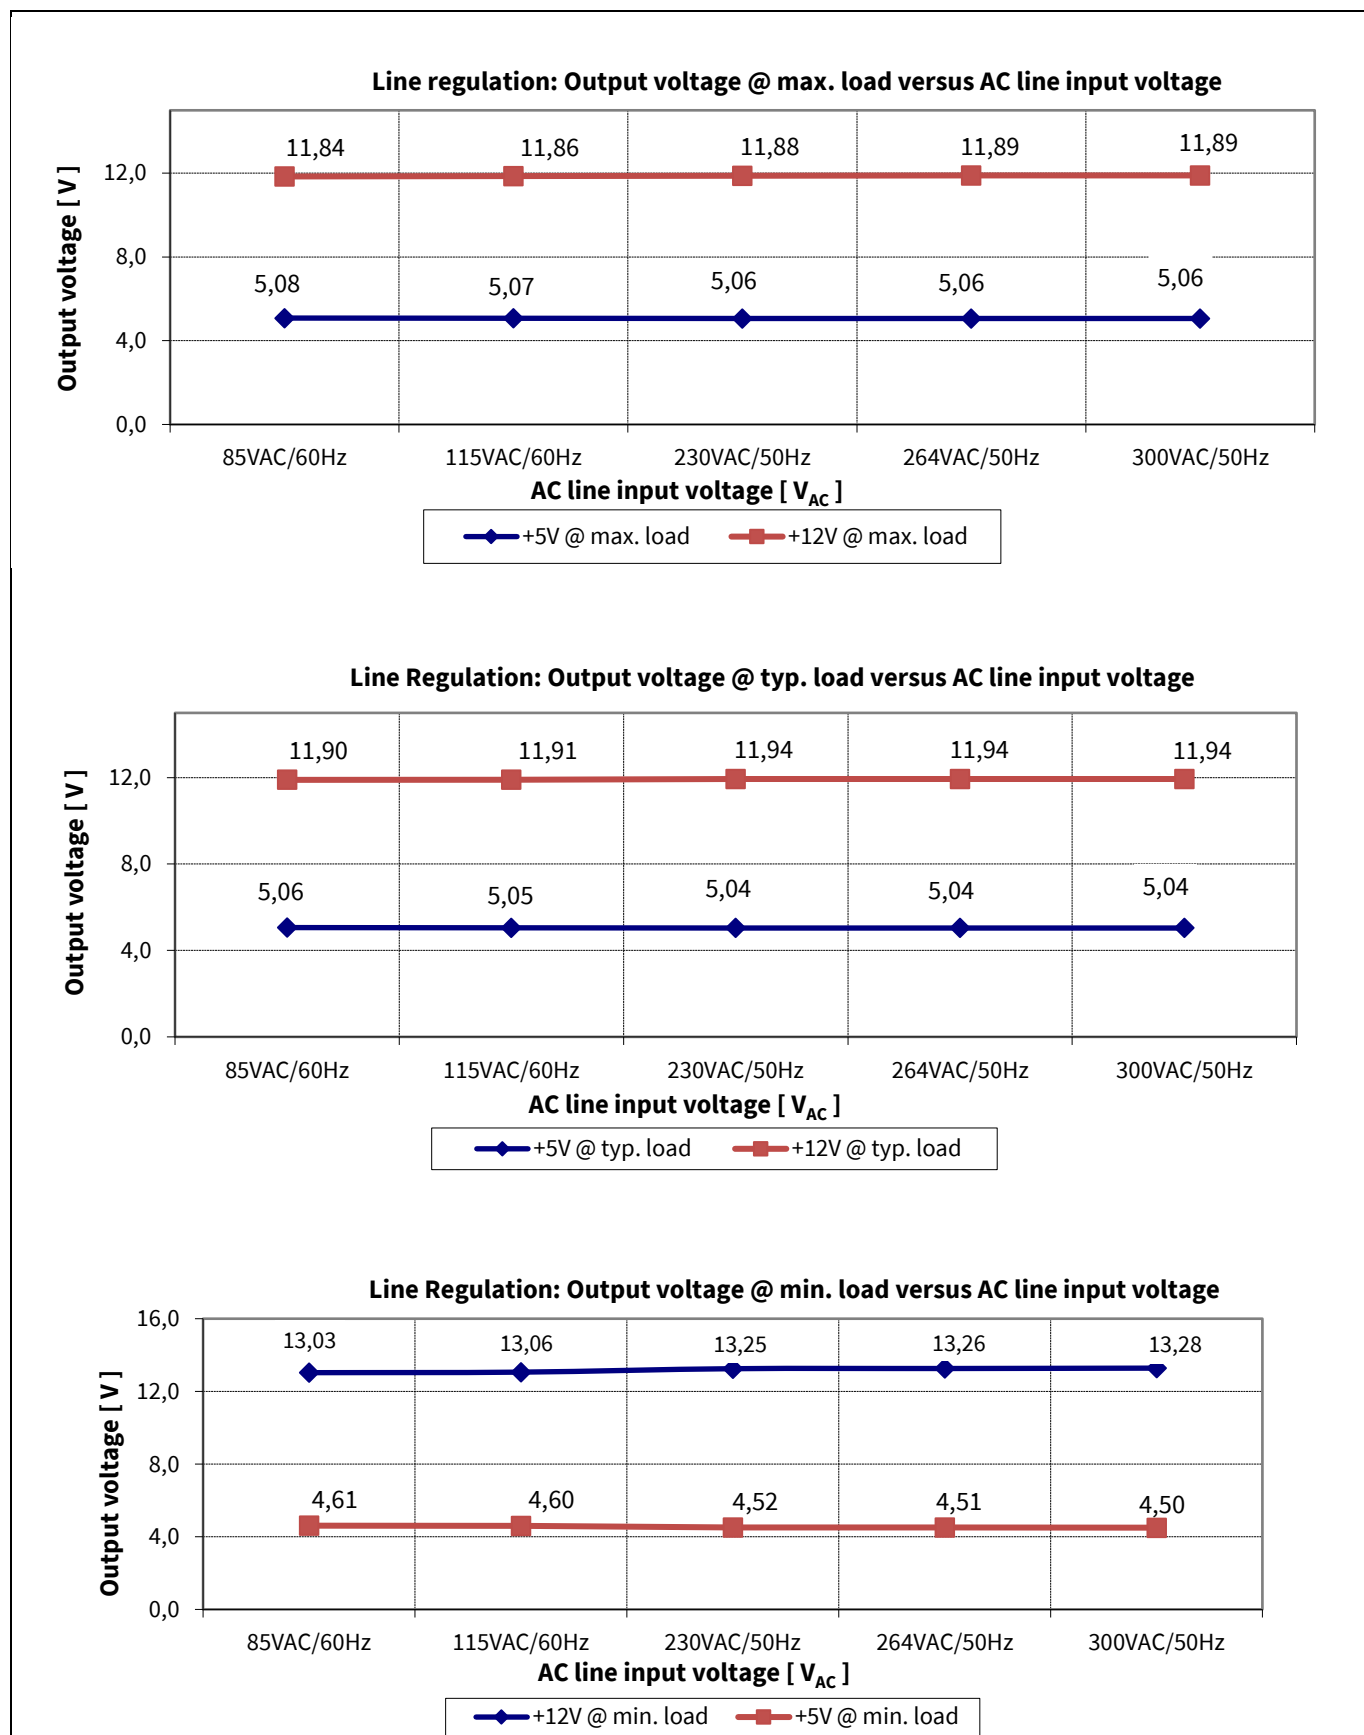 Line regulation: Output voltage @ max. load versus AC line input voltage
11,84 11,86 11,88 11,89 11,89
12,0
8,0
5,08 5,07 5,06 5,06 5,06
4,0
0,0
Output voltage [ V ]
85VAC/60Hz 115VAC/60Hz 230VAC/50Hz 264VAC/50Hz 300VAC/50Hz
AC line input voltage [ VAC ]
+5V @ max. load +12V @ max. load
Line Regulation: Output voltage @ typ. load versus AC line input voltage
11,90 11,91 11,94 11,94 11,94
12,0
8,0
5,06 5,05 5,04 5,04 5,04
4,0
0,0
Output voltage [ V ]
85VAC/60Hz 115VAC/60Hz 230VAC/50Hz 264VAC/50Hz 300VAC/50Hz
AC line input voltage [ VAC ]
+5V @ typ. load +12V @ typ. load
Line Regulation: Output voltage @ min. load versus AC line input voltage
16,0
13,03 13,06 13,25 13,26 13,28
12,0
8,0
4,61 4,60 4,52 4,51 4,50
4,0
0,0
Output voltage [ V ]
85VAC/60Hz 115VAC/60Hz 230VAC/50Hz 264VAC/50Hz 300VAC/50Hz
AC line input voltage [ VAC ]
+12V @ min. load +5V @ min. load